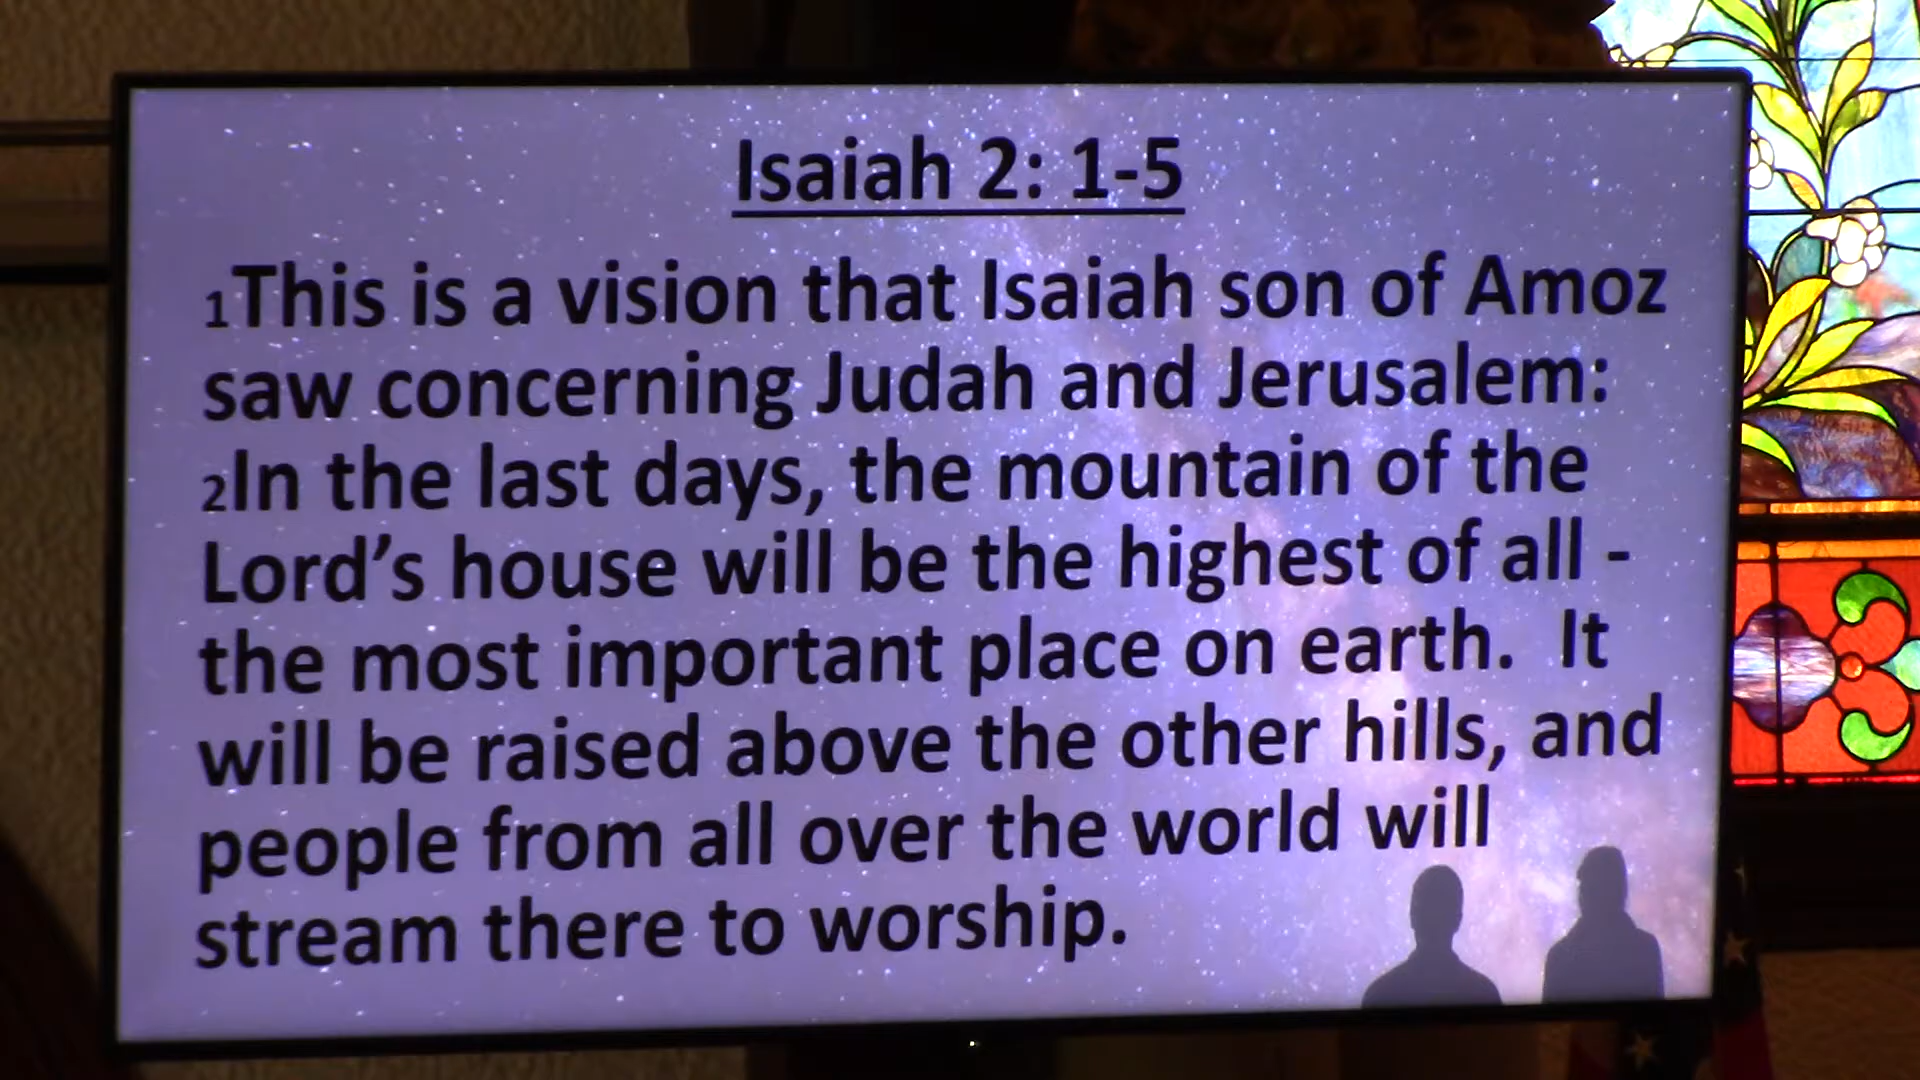 Isaiah 2: 1-5
1This is a vision that Isaiah son of Amoz
saw concerning Judah and Jerusalem:
2In the last days, the mountain of the
Lord’s house will be the highest of all -
the most important place on earth.  It
will be raised above the other hills, and
people from all over the world will
stream there to worship.